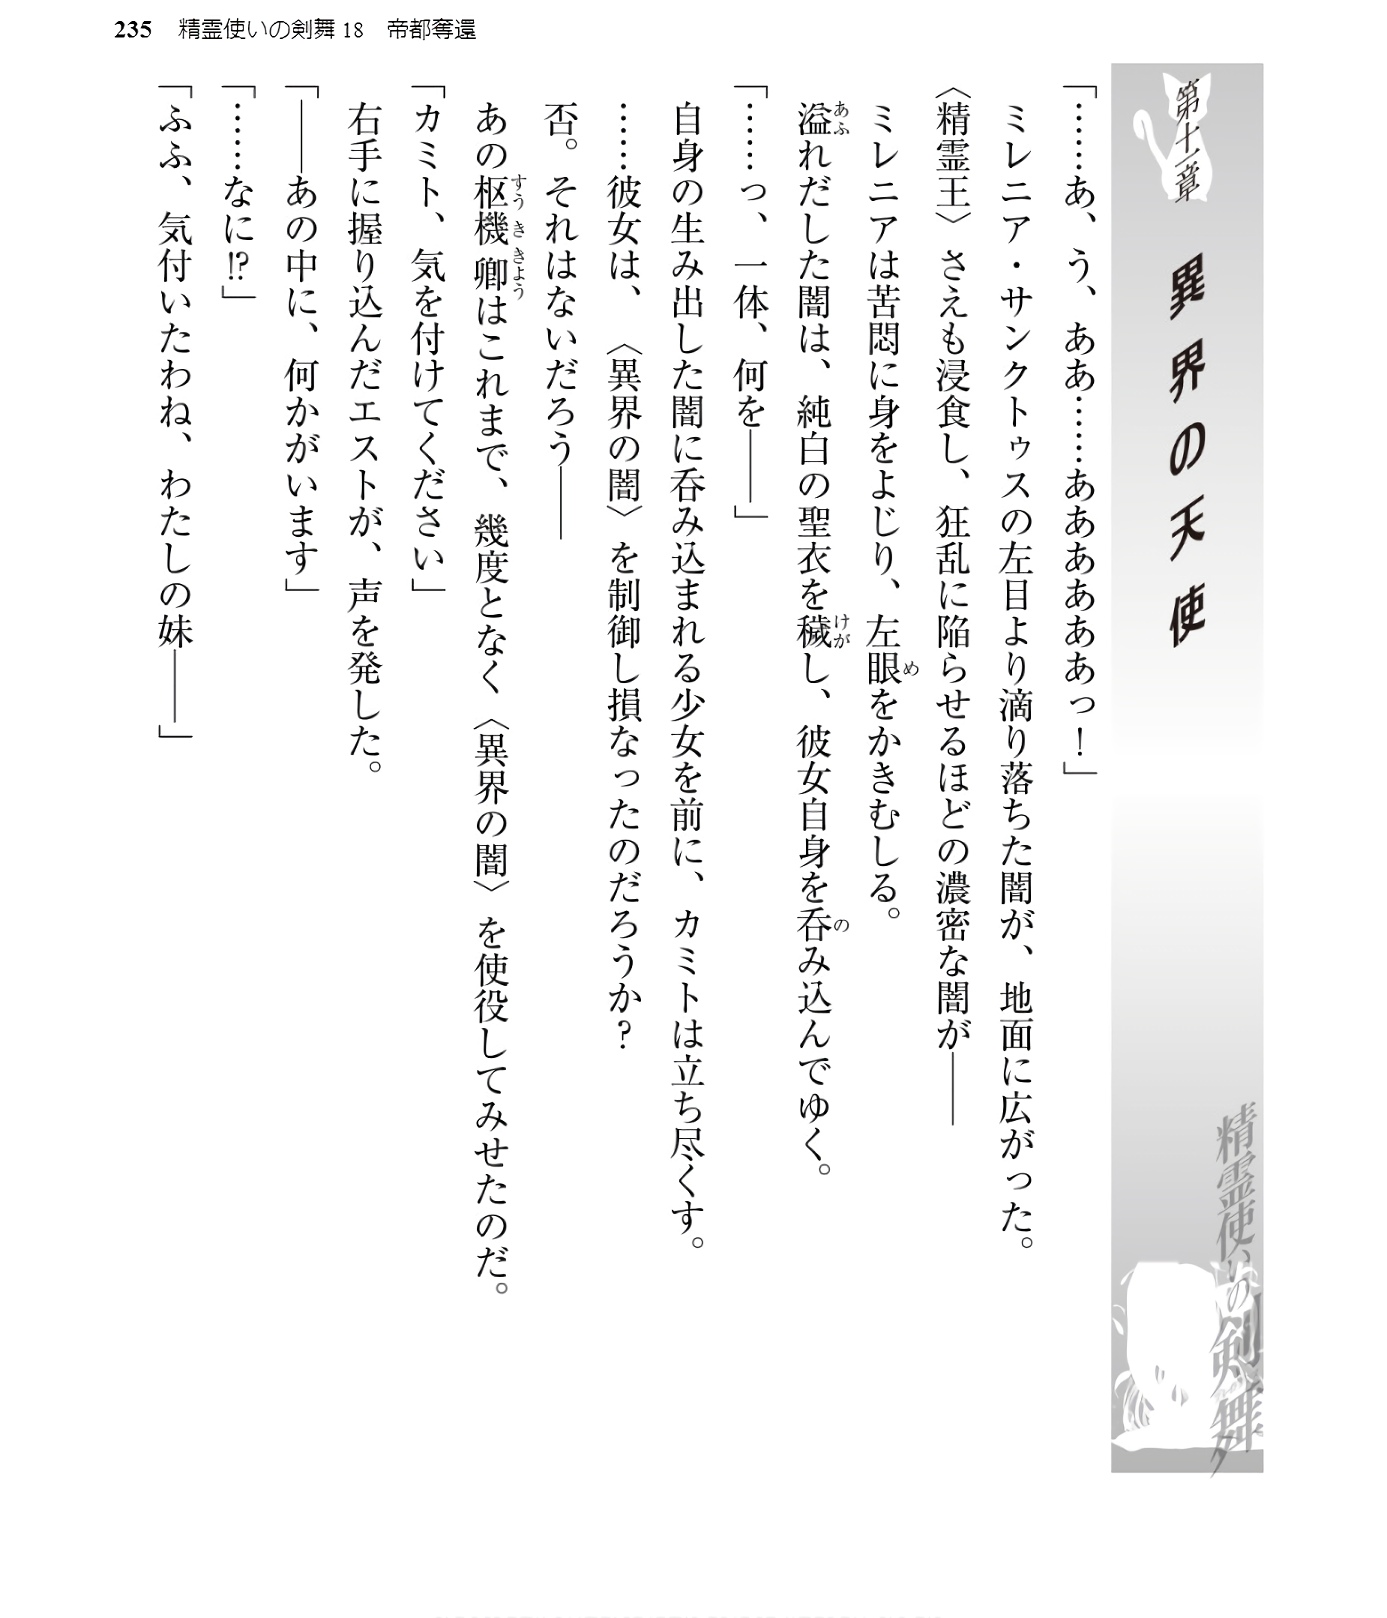 235　精霊使いの剣舞 18　帝都奪還
第十一章
異界の天使
精霊使いの剣舞
「……あ、う、ああ……ああああああっ！」
ミレニア・サンクトゥスの左目より滴り落ちた闇が、地面に広がった。
〈精霊王〉さえも浸食し、狂乱に陥らせるほどの濃密な闇が――
ミレニアは苦悶に身をよじり、左眼をかきむしる。
溢れだした闇は、純白の聖衣を穢し、彼女自身を呑み込んでゆく。
「……っ、一体、何を――」
自身の生み出した闇に呑み込まれる少女を前に、カミトは立ち尽くす。
……彼女は、〈異界の闇〉を制御し損なったのだろうか？
否。それはないだろう――
あの枢機卿はこれまで、幾度となく〈異界の闇〉を使役してみせたのだ。
「カミト、気を付けてください」
右手に握り込んだエストが、声を発した。
「――あの中に、何かがいます」
「……なに!?」
「ふふ、気付いたわね、わたしの妹――」